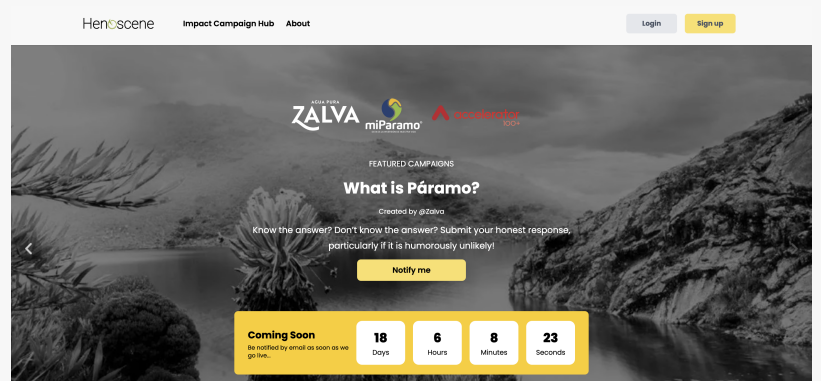 Henoscene
Impact Campaign Hub
About
Login
Sign up
AGUA PURA
ZALVA
miPáramo
accelerator
100+
FEATURED CAMPAIGNS
What is Páramo?
Created by @Zalva
Know the answer? Don't know the answer? Submit your honest response,
particularly if it is humorously unlikely!
Notify me
Coming Soon
Be notified by email as soon as we
go live...
18
Days
6
Hours
8
Minutes
23
Seconds